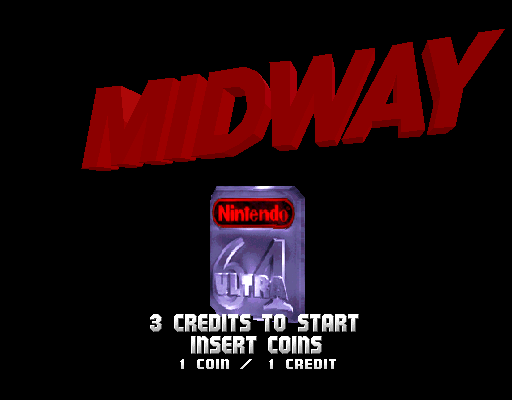 MIDWAY
Nintendo
64
ULTRA
3 CREDITS TO START
INSERT COINS
1 COIN / 1 CREDIT